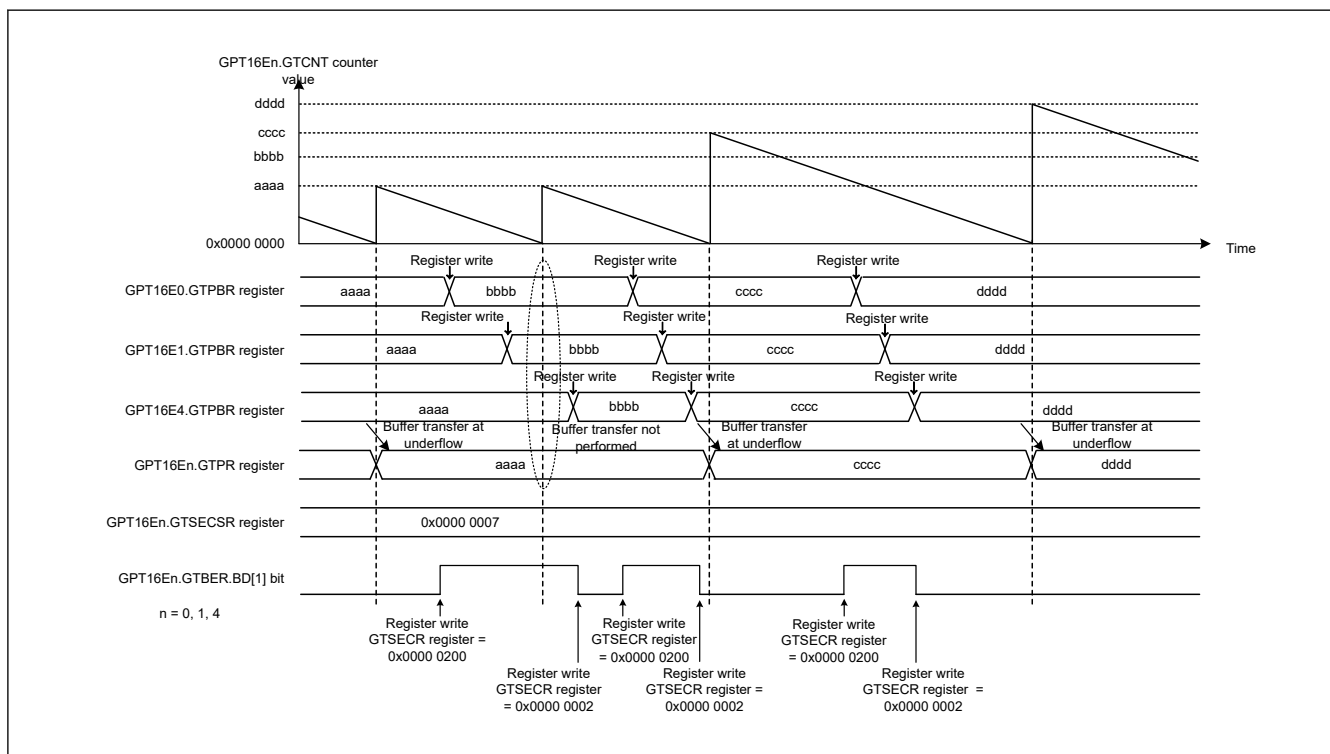 GPT16En.GTCNT counter
value
dddd
cccc
bbbb
aaaa
0x0000 0000
Time
Register write
Register write
Register write
GPT16E0.GTPBR register
aaaa
bbbb
cccc
dddd
Register write
Register write
Register write
GPT16E1.GTPBR register
aaaa
bbbb
cccc
dddd
Register write
Register write
Register write
GPT16E4.GTPBR register
aaaa
bbbb
cccc
dddd
Buffer transfer at
underflow
Buffer transfer not
performed
Buffer transfer
at underflow
Buffer transfer at
underflow
GPT16En.GTPR register
aaaa
cccc
dddd
GPT16En.GTSECSR register
0x0000 0007
GPT16En.GTBER.BD[1] bit
n = 0, 1, 4
Register write
GTSECR register =
0x0000 0200
Register write
GTSECR register
= 0x0000 0002
Register write
GTSECR register
= 0x0000 0200
Register write
GTSECR register =
0x0000 0002
Register write
GTSECR register
= 0x0000 0200
Register write
GTSECR register =
0x0000 0002